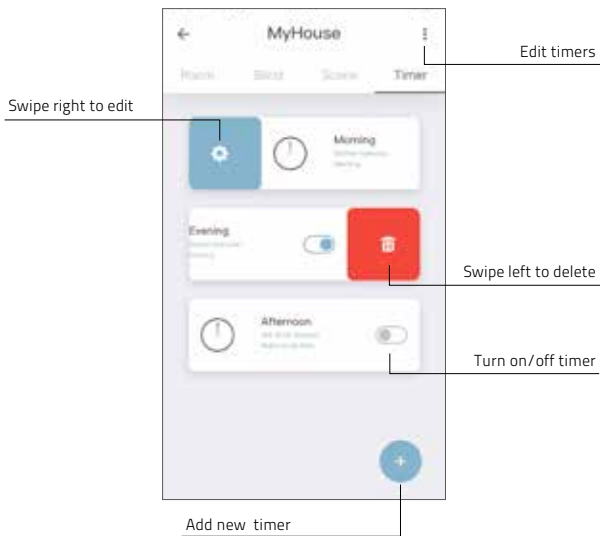 MyHouse
Edit timers
Room Blind Scene Timer
Swipe right to edit
Morning
Evening
Swipe left to delete
Afternoon
Turn on/off timer
Add new timer